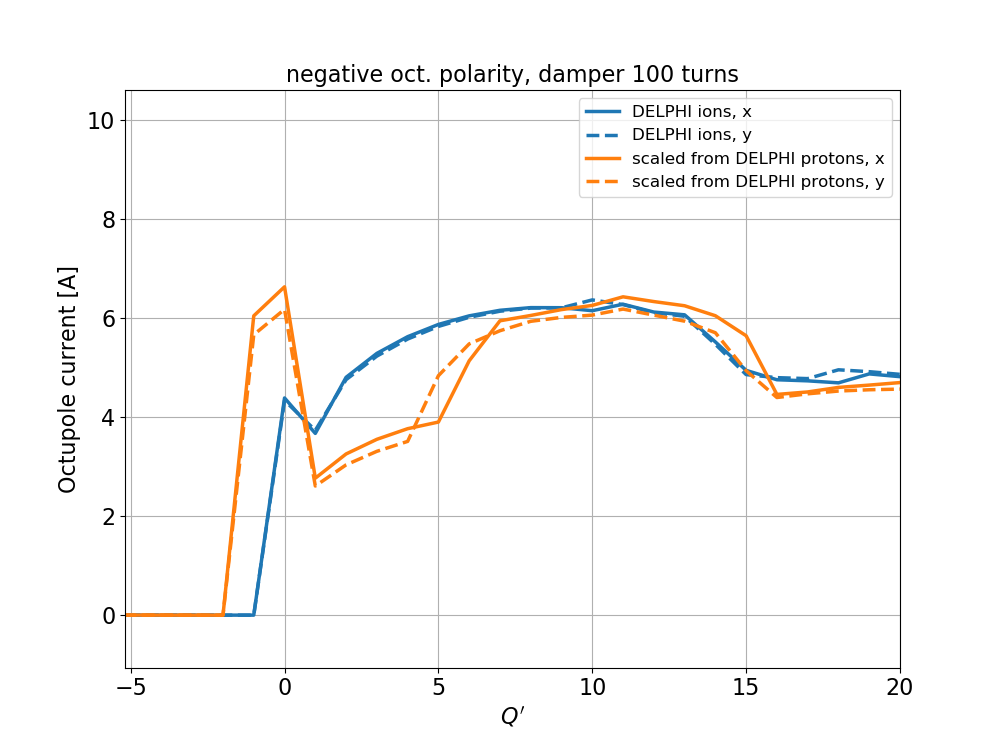 negative oct. polarity, damper 100 turns
DELPHI ions, x
DELPHI ions, y
scaled from DELPHI protons, x
scaled from DELPHI protons, y
Octupole current [A]
10
8
6
4
2
0
−5 0 5 10 15 20
Q′